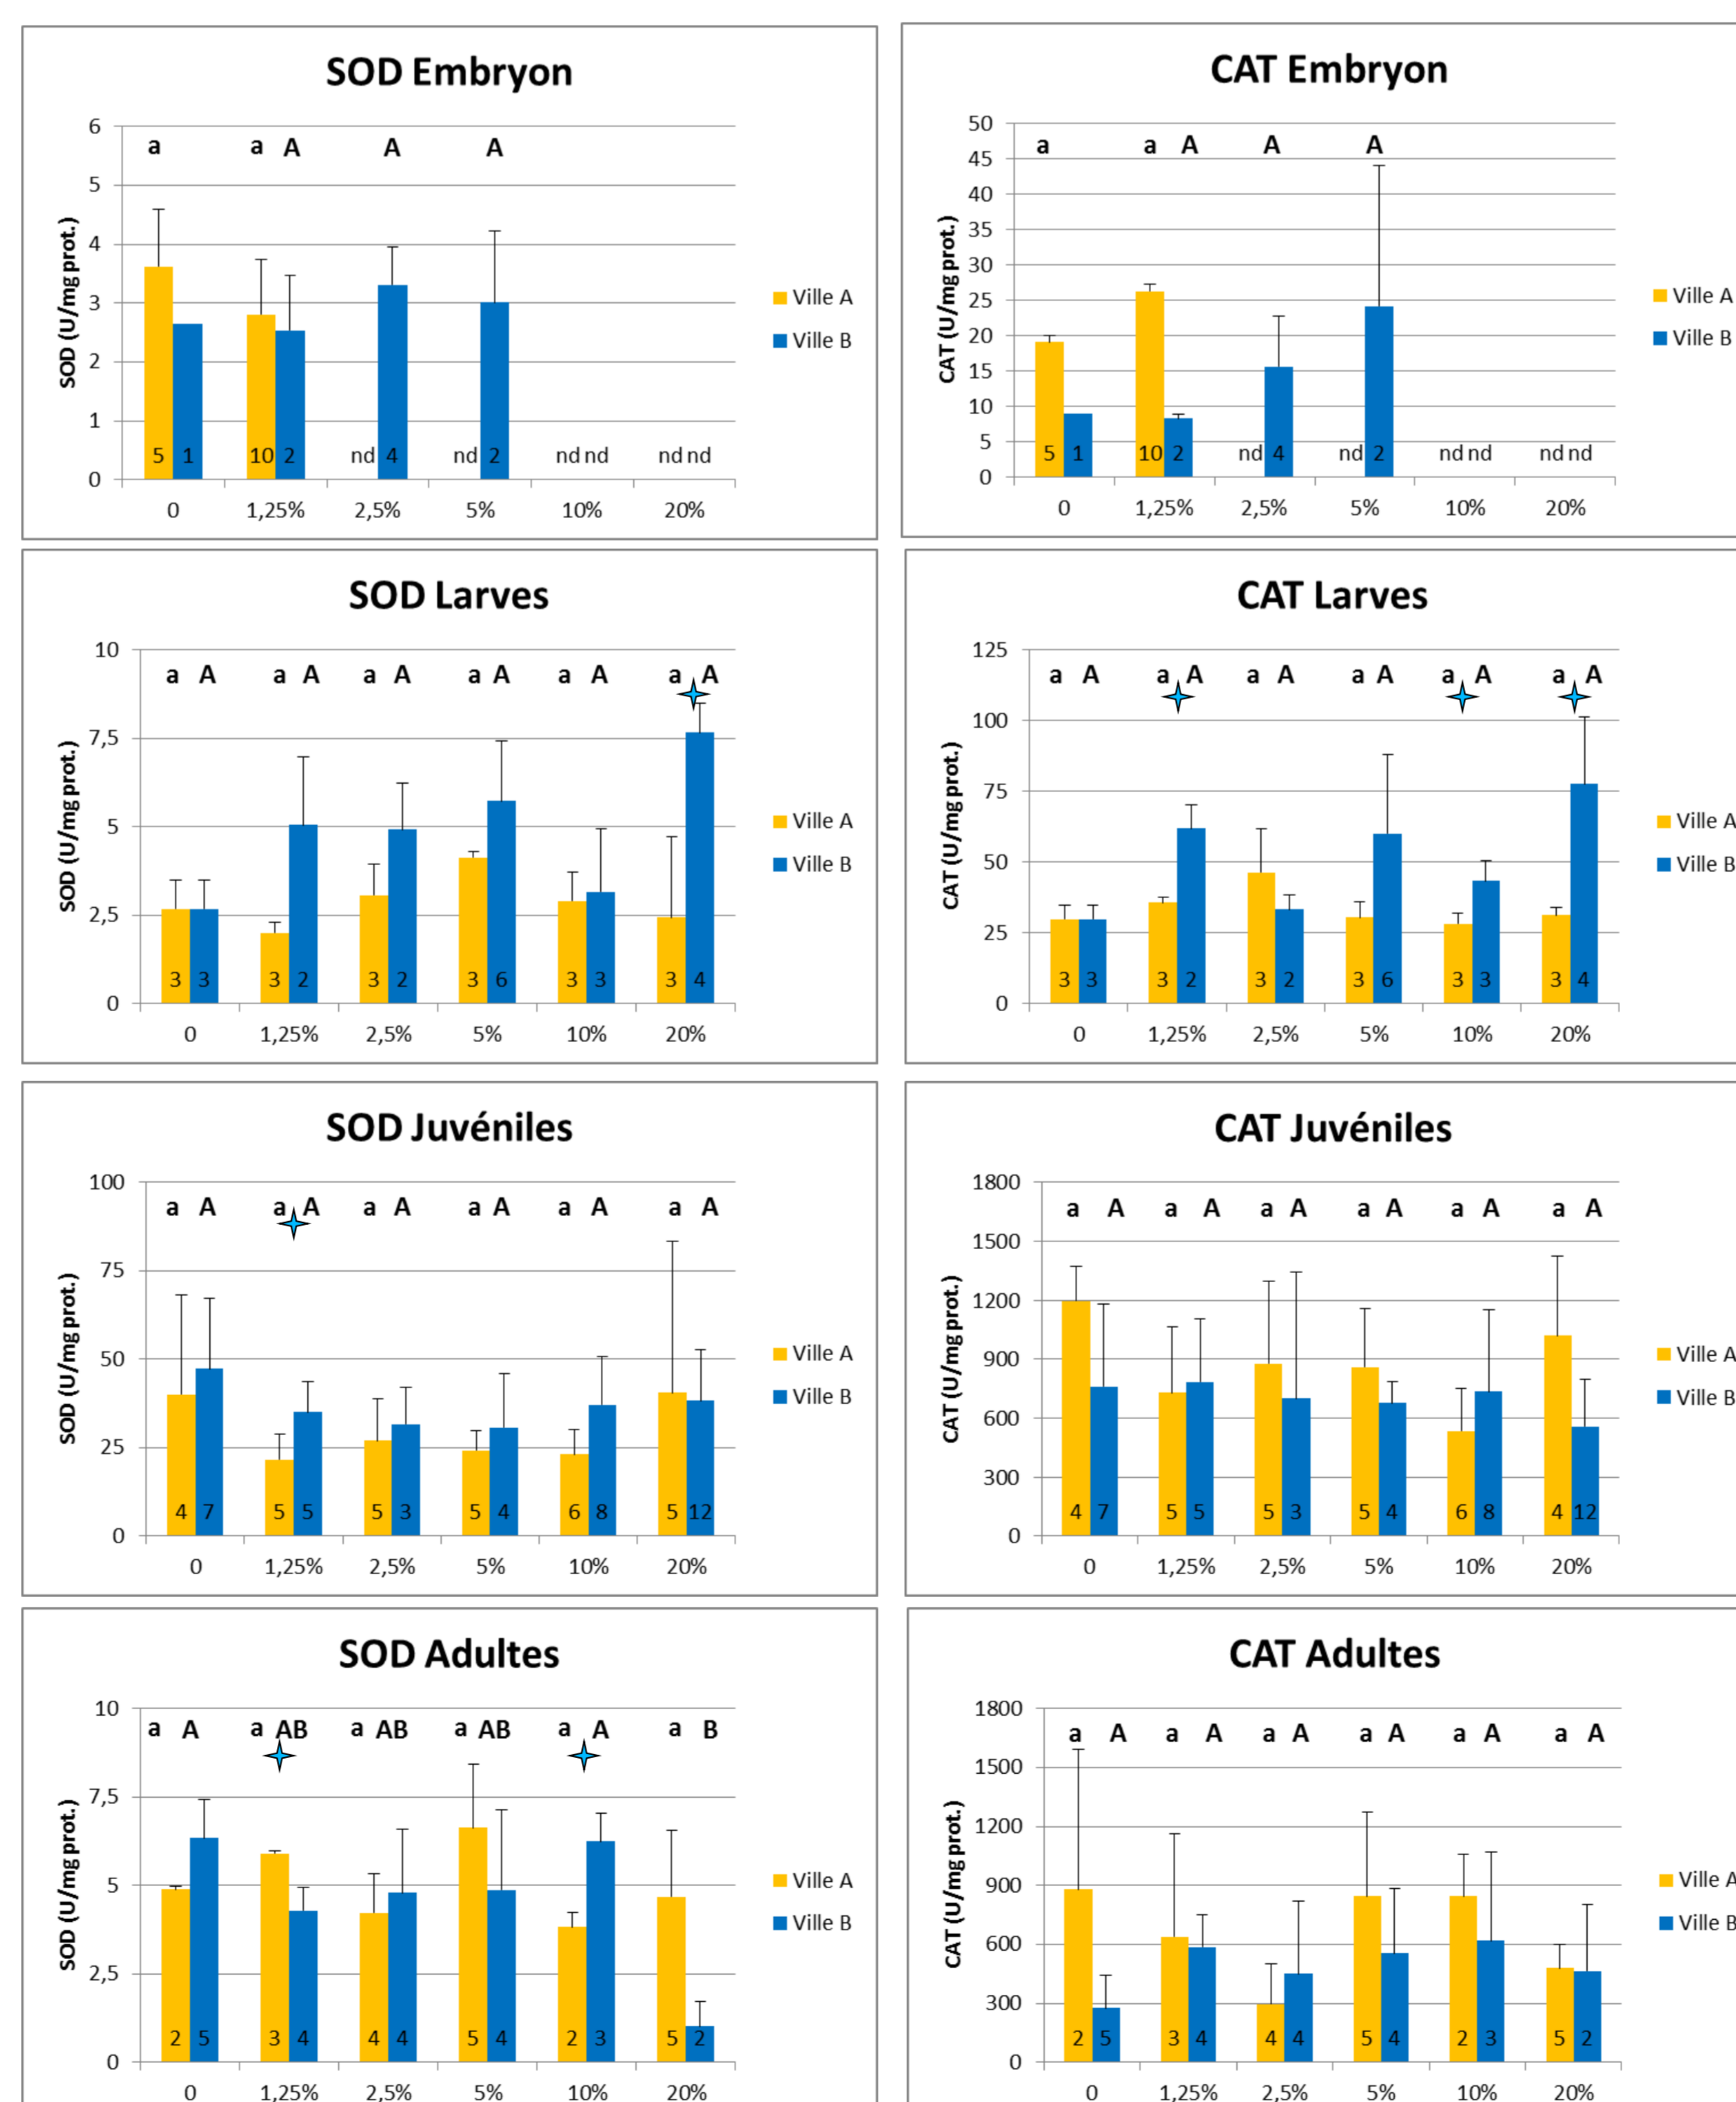 SOD Embryon
6
a
a A
A
A
5
4
3
2
1
0
SOD (U/mg prot.)
5 1
10 2
nd 4
nd 2
nd nd
nd nd
0 1,25% 2,5% 5% 10% 20%
Ville A
Ville B
CAT Embryon
50
a
a A
A
A
45
40
35
30
25
20
15
10
5
0
CAT (U/mg prot.)
5 1
10 2
nd 4
nd 2
nd nd
nd nd
0 1,25% 2,5% 5% 10% 20%
Ville A
Ville B
SOD Larves
10
a A a A a A a A a A a A
7,5
5
2,5
0
SOD (U/mg prot.)
3 3 3 2 3 2 3 6 3 3 3 4
0 1,25% 2,5% 5% 10% 20%
Ville A
Ville B
CAT Larves
125
a A a A a A a A a A a A
100
75
50
25
0
CAT (U/mg prot.)
3 3 3 2 3 2 3 6 3 3 3 4
0 1,25% 2,5% 5% 10% 20%
Ville A
Ville B
SOD Juvéniles
100
a A a A a A a A a A a A
75
50
25
0
SOD (U/mg prot.)
4 7 5 5 5 3 5 4 6 8 5 12
0 1,25% 2,5% 5% 10% 20%
Ville A
Ville B
CAT Juvéniles
1800
a A a A a A a A a A a A
1500
1200
900
600
300
0
CAT (U/mg prot.)
4 7 5 5 5 3 5 4 6 8 4 12
0 1,25% 2,5% 5% 10% 20%
Ville A
Ville B
SOD Adultes
10
a A a AB a AB a AB a A a B
7,5
5
2,5
0
SOD (U/mg prot.)
2 5 3 4 4 4 5 4 2 3 5 2
0 1,25% 2,5% 5% 10% 20%
Ville A
Ville B
CAT Adultes
1800
a A a A a A a A a A a A
1500
1200
900
600
300
0
CAT (U/mg prot.)
2 5 3 4 4 4 5 4 2 3 5 2
0 1,25% 2,5% 5% 10% 20%
Ville A
Ville B